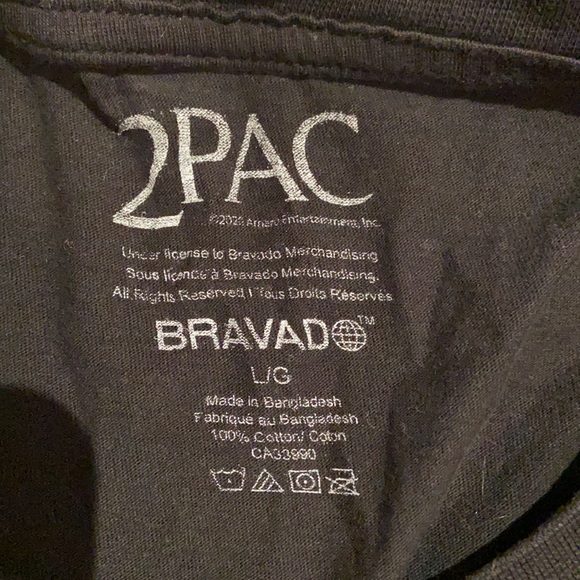 2PAC
©2020 Amaru Entertainment, Inc.
Under license to Bravado Merchandising
Sous licence à Bravado Merchandising.
All Rights Reserved / Tous Droits Réservés
BRAVADO™
L/G
Made in Bangladesh
Fabriqué au Bangladesh
100% Cotton/ Coton
CA33990